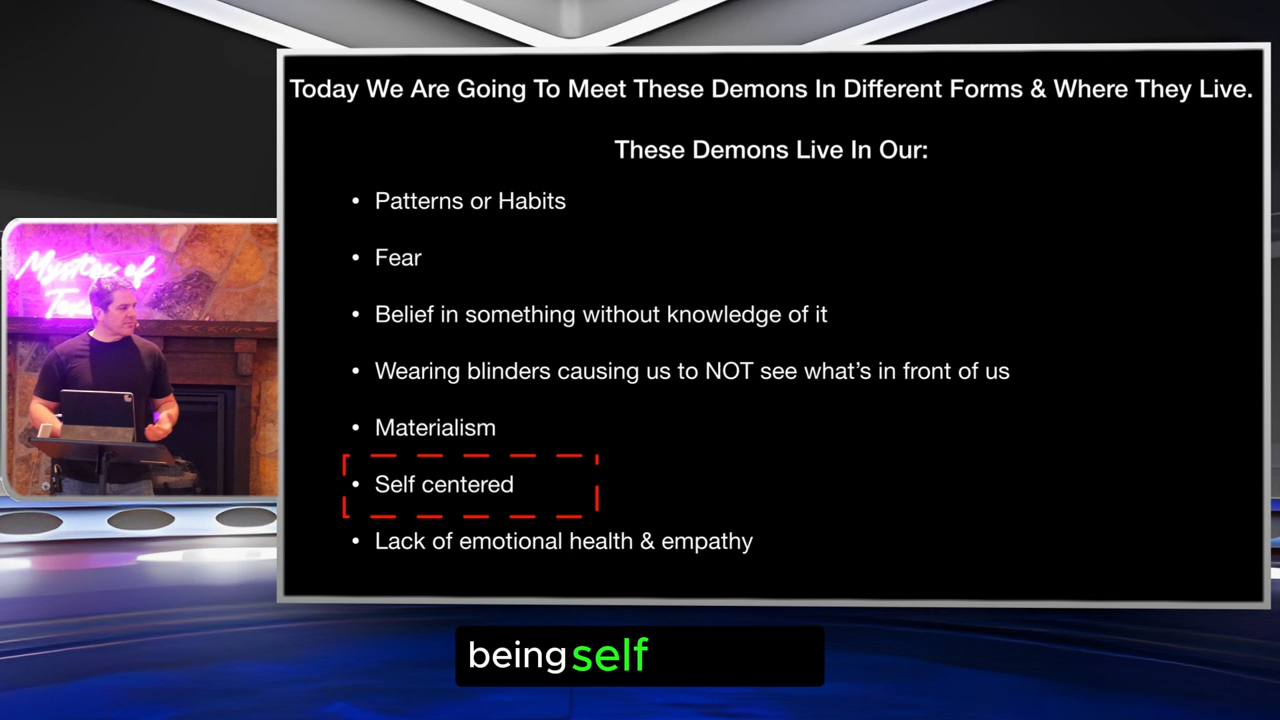 Today We Are Going To Meet These Demons In Different Forms & Where They Live.
These Demons Live In Our:
• Patterns or Habits
• Fear
• Belief in something without knowledge of it
• Wearing blinders causing us to NOT see what's in front of us
• Materialism
• Self centered
• Lack of emotional health & empathy
being self
of